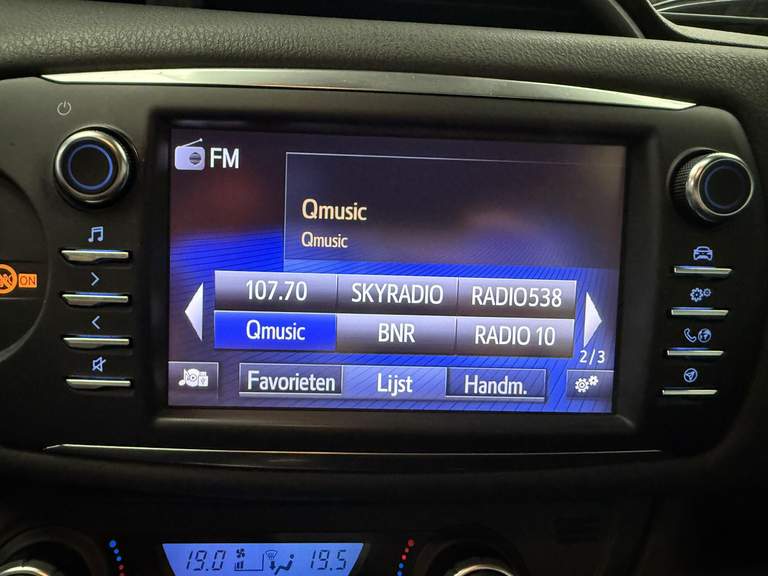 FM
Qmusic
Qmusic
107.70 SKYRADIO RADIO538
Qmusic BNR RADIO 10
2/3
Favorieten Lijst Handm.
ON
19.0 19.5